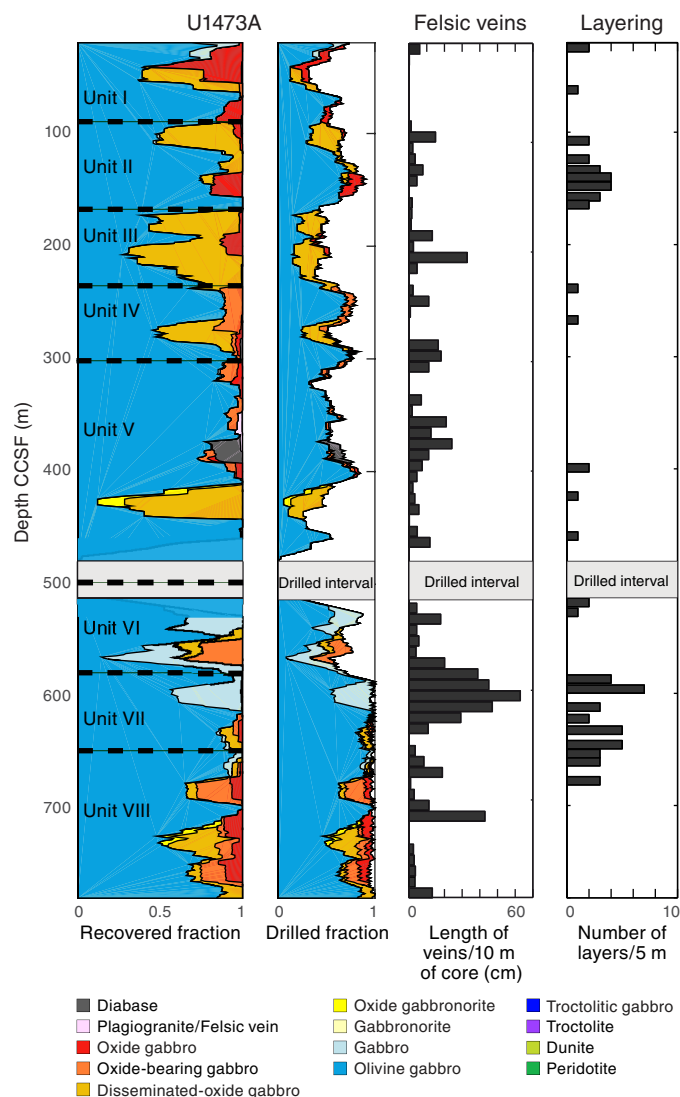 U1473A
Felsic veins
Layering
Unit I
100
Unit II
200
Unit III
Unit IV
300
Unit V
400
Depth CCSF (m)
500
Drilled interval
Drilled interval
Drilled interval
Unit VI
600
Unit VII
Unit VIII
700
0 0.5 1
0 1
0 60
0 10
Recovered fraction
Drilled fraction
Length of
veins/10 m
of core (cm)
Number of
layers/5 m
Diabase
Plagiogranite/Felsic vein
Oxide gabbro
Oxide-bearing gabbro
Disseminated-oxide gabbro
Oxide gabbronorite
Gabbronorite
Gabbro
Olivine gabbro
Troctolitic gabbro
Troctolite
Dunite
Peridotite